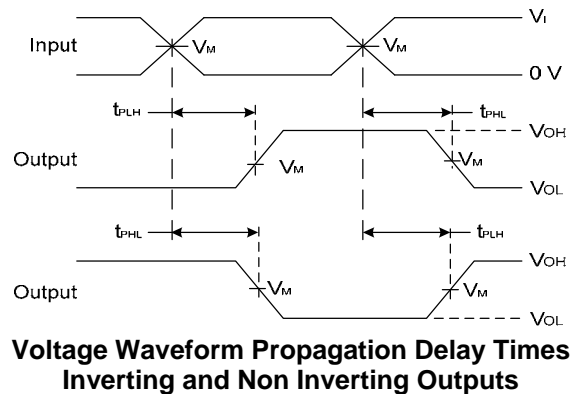 VI
Input VM VM
0 V
tPLH tPHL
VOH
Output VM VM
VOL
tPHL tPLH
VOH
Output VM VM
VOL
Voltage Waveform Propagation Delay Times
Inverting and Non Inverting Outputs